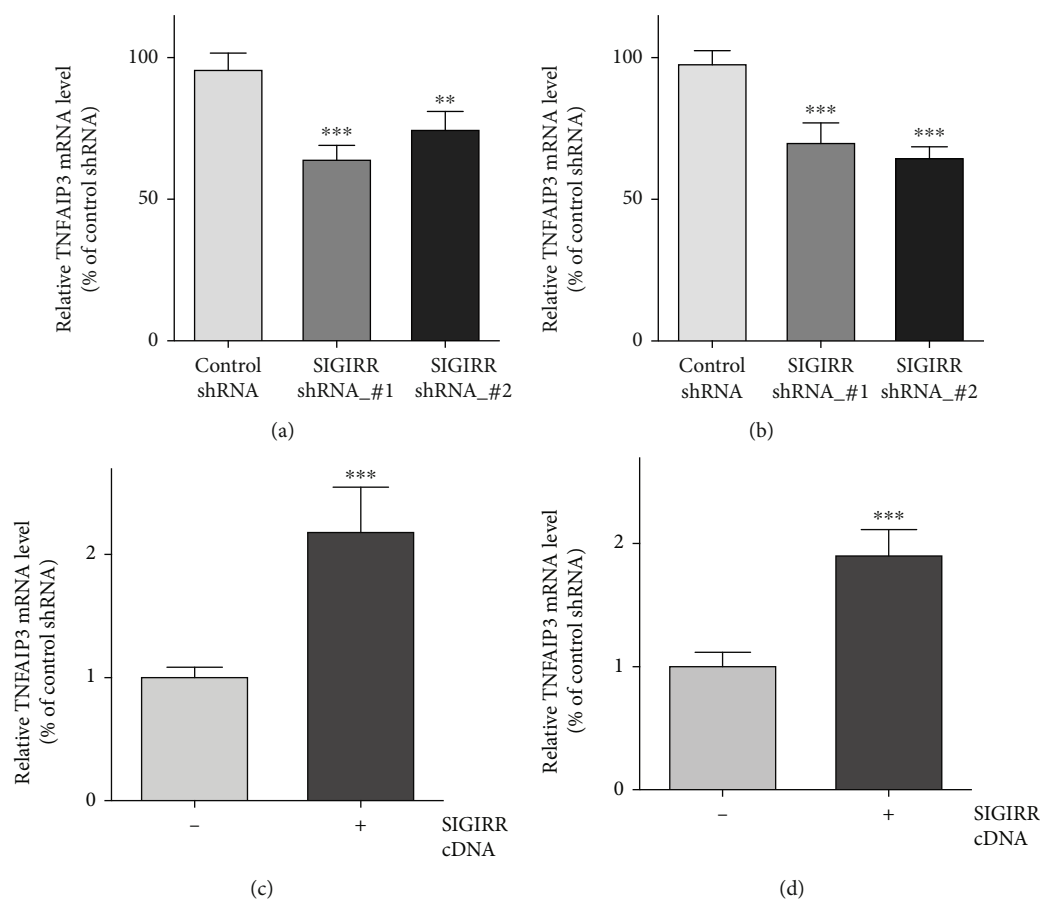 Relative TNFAIP3 mRNA level
(% of control shRNA)
100
50
0
***
**
Control
shRNA
SIGIRR
shRNA_#1
SIGIRR
shRNA_#2
(a)
Relative TNFAIP3 mRNA level
(% of control shRNA)
100
50
0
***
***
Control
shRNA
SIGIRR
shRNA_#1
SIGIRR
shRNA_#2
(b)
Relative TNFAIP3 mRNA level
(% of control shRNA)
2
1
0
***
– + SIGIRR
cDNA
(c)
Relative TNFAIP3 mRNA level
(% of control shRNA)
2
1
0
***
– + SIGIRR
cDNA
(d)